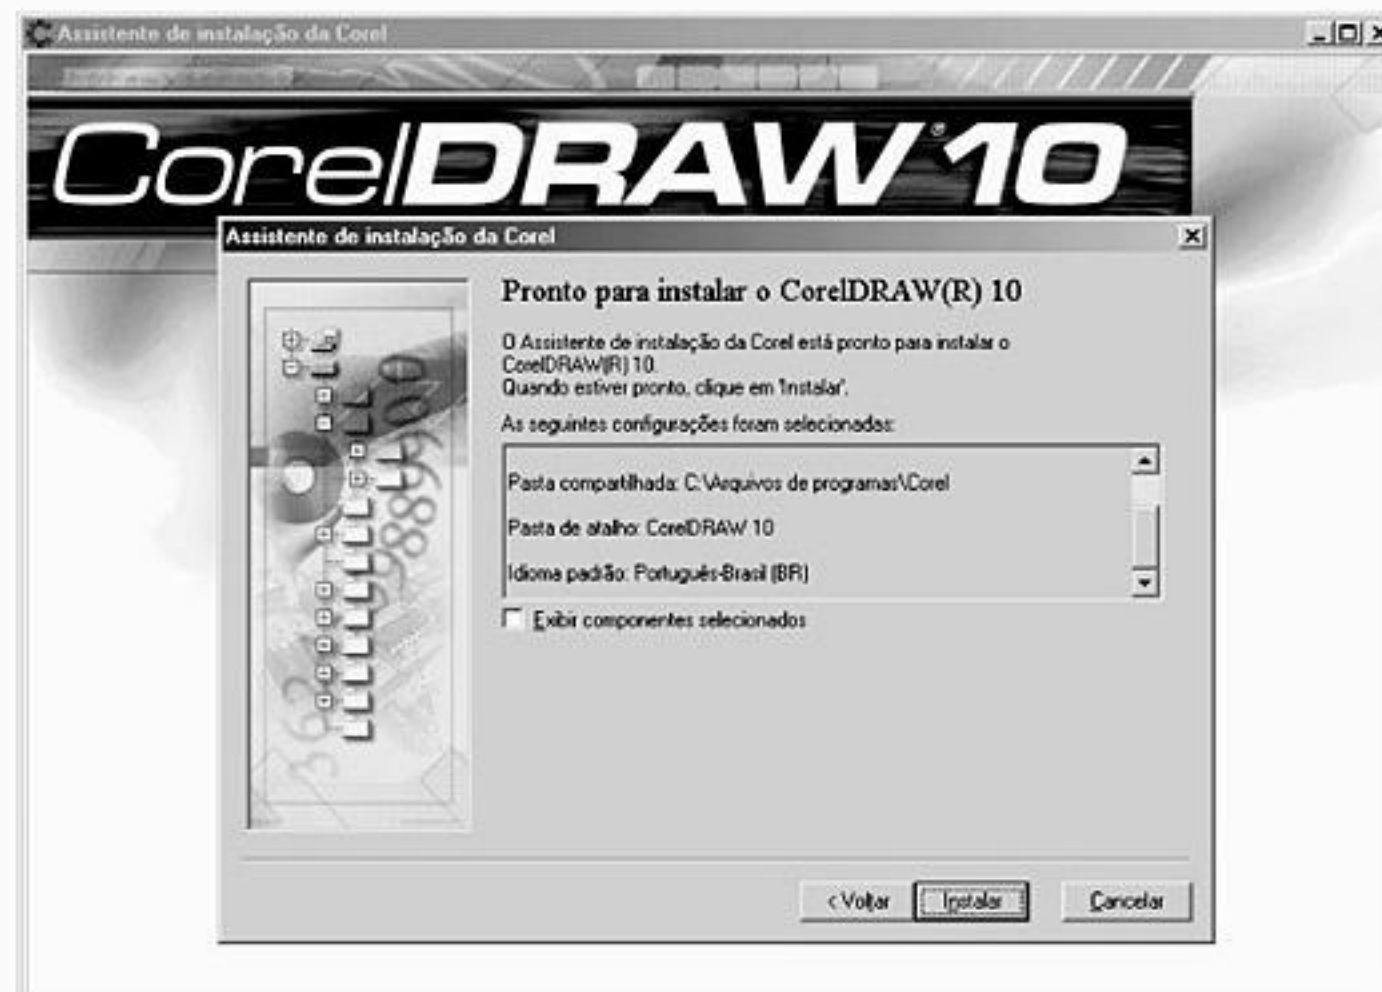 Assistente de instalação da Corel
CorelDRAW®10
Assistente de instalação da Corel
Pronto para instalar o CorelDRAW(R) 10
O Assistente de instalação da Corel está pronto para instalar o
CorelDRAW(R) 10.
Quando estiver pronto, clique em 'Instalar'.
As seguintes configurações foram selecionadas:
Pasta compartilhada: C:\Arquivos de programas\Corel
Pasta de atalho: CorelDRAW 10
Idioma padrão: Português-Brasil (BR)
Exibir componentes selecionados
< Voltar Instalar Cancelar